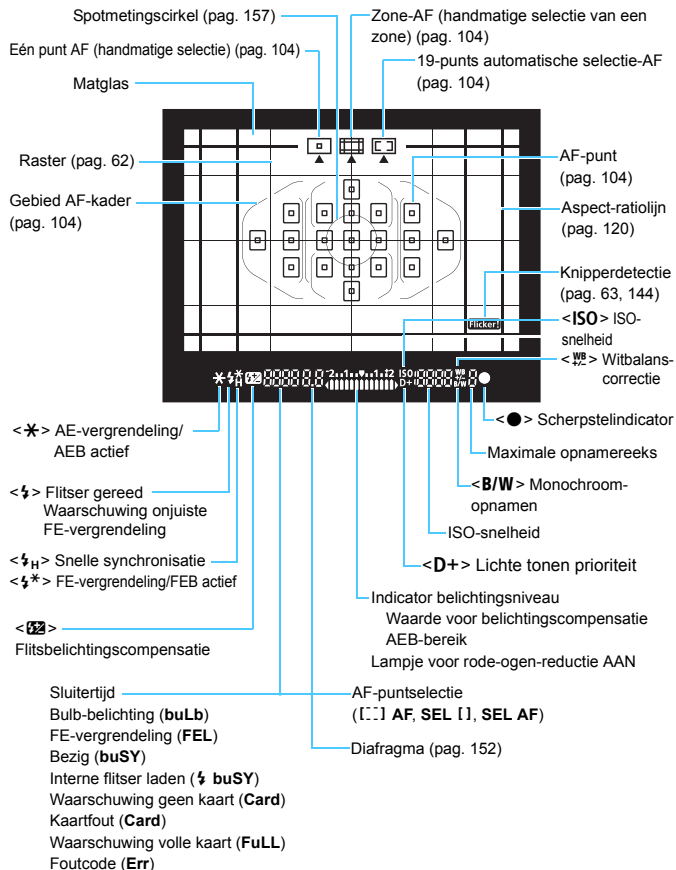 Spotmetingscirkel (pag. 157)
Eén punt AF (handmatige selectie) (pag. 104)
Matglas
Raster (pag. 62)
Gebied AF-kader
(pag. 104)
Zone-AF (handmatige selectie van een
zone) (pag. 104)
19-punts automatische selectie-AF
(pag. 104)
AF-punt
(pag. 104)
Aspect-ratiolijn
(pag. 120)
Knipperdetectie
(pag. 63, 144)
<ISO> ISO-
snelheid
<WB+/-> Witbalans-
correctie
Flicker!
-2..1..▼..1.:2 ISO D+ WB +/- B/W
<●> Scherpstelindicator
Maximale opnamereeks
<B/W> Monochroom-
opnamen
ISO-snelheid
<D+> Lichte tonen prioriteit
<✱> AE-vergrendeling/
AEB actief
<⚡> Flitser gereed
Waarschuwing onjuiste
FE-vergrendeling
<⚡H> Snelle synchronisatie
<⚡*> FE-vergrendeling/FEB actief
<⚡±>
Flitsbelichtingscompensatie
Indicator belichtingsniveau
Waarde voor belichtingscompensatie
AEB-bereik
Lampje voor rode-ogen-reductie AAN
Sluitertijd
Bulb-belichting (buLb)
FE-vergrendeling (FEL)
Bezig (buSY)
Interne flitser laden (⚡ buSY)
Waarschuwing geen kaart (Card)
Kaartfout (Card)
Waarschuwing volle kaart (FuLL)
Foutcode (Err)
AF-puntselectie
([ ] AF, SEL [ ], SEL AF)
Diafragma (pag. 152)